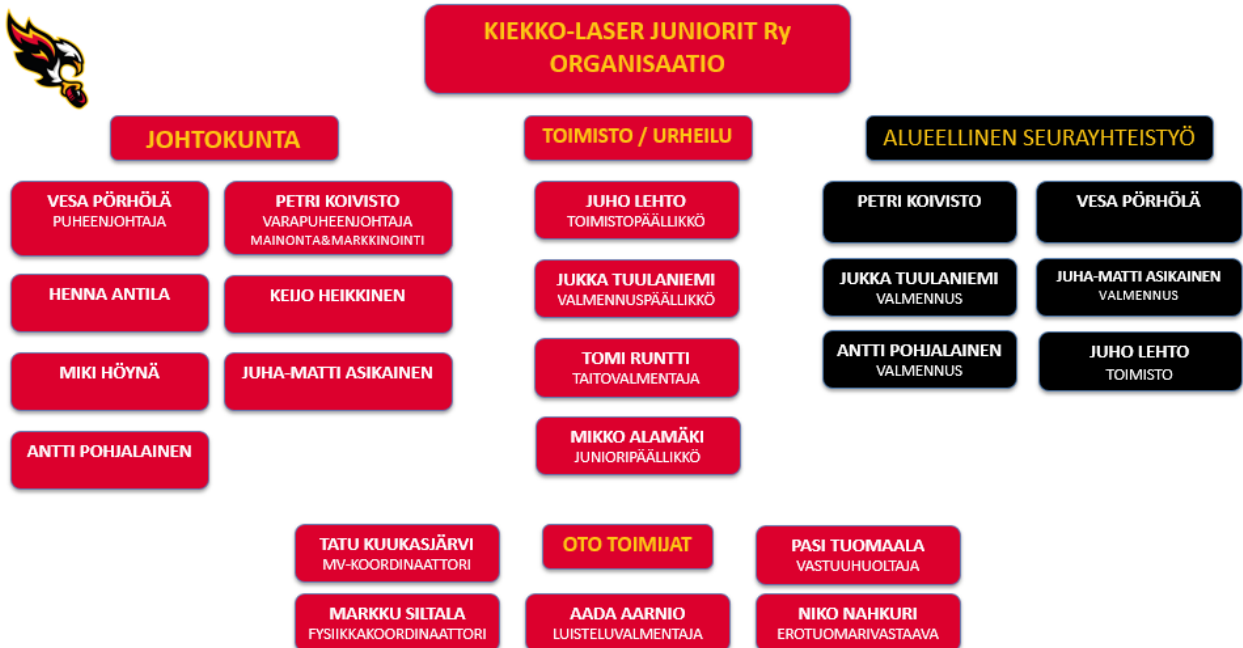 KIEKKO-LASER JUNIORIT Ry
ORGANISAATIO
JOHTOKUNTA
VESA PÖRHÖLÄ
PUHEENJOHTAJA
PETRI KOIVISTO
VARAPUHEENJOHTAJA
MAINONTA&MARKKINOINTI
HENNA ANTILA
KEIJO HEIKKINEN
MIKI HÖYNÄ
JUHA-MATTI ASIKAINEN
ANTTI POHJALAINEN
TOIMISTO / URHEILU
JUHO LEHTO
TOIMISTOPÄÄLLIKKÖ
JUKKA TUULANIEMI
VALMENNUSPÄÄLLIKKÖ
TOMI RUNTTI
TAITOVALMENTAJA
MIKKO ALAMÄKI
JUNIORIPÄÄLLIKKÖ
ALUEELLINEN SEURAYHTEISTYÖ
PETRI KOIVISTO
VESA PÖRHÖLÄ
JUKKA TUULANIEMI
VALMENNUS
JUHA-MATTI ASIKAINEN
VALMENNUS
ANTTI POHJALAINEN
VALMENNUS
JUHO LEHTO
TOIMISTO
OTO TOIMIJAT
TATU KUUKASJÄRVI
MV-KOORDINAATTORI
PASI TUOMAALA
VASTUUHUOLTAJA
MARKKU SILTALA
FYSIIKKAKOORDINAATTORI
AADA AARNIO
LUISTELUVALMENTAJA
NIKO NAHKURI
EROTUOMARIVASTAAVA